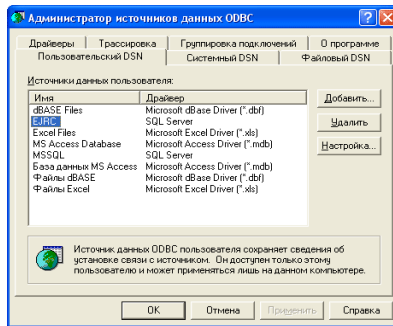 Администратор источников данных ODBC
Драйверы Трассировка Группировка подключений О программе
Пользовательский DSN Системный DSN Файловый DSN
Источники данных пользователя:
Имя Драйвер
dBASE Files Microsoft dBase Driver (*.dbf)
EJRC SQL Server
Excel Files Microsoft Excel Driver (*.xls)
MS Access Database Microsoft Access Driver (*.mdb)
MSSQL SQL Server
База данных MS Access Microsoft Access Driver (*.mdb)
Файлы dBASE Microsoft dBase Driver (*.dbf)
Файлы Excel Microsoft Excel Driver (*.xls)
Добавить...
Удалить
Настройка...
Источник данных ODBC пользователя сохраняет сведения об
установке связи с источником. Он доступен только этому
пользователю и может применяться лишь на данном
компьютере.
OK Отмена Применить Справка